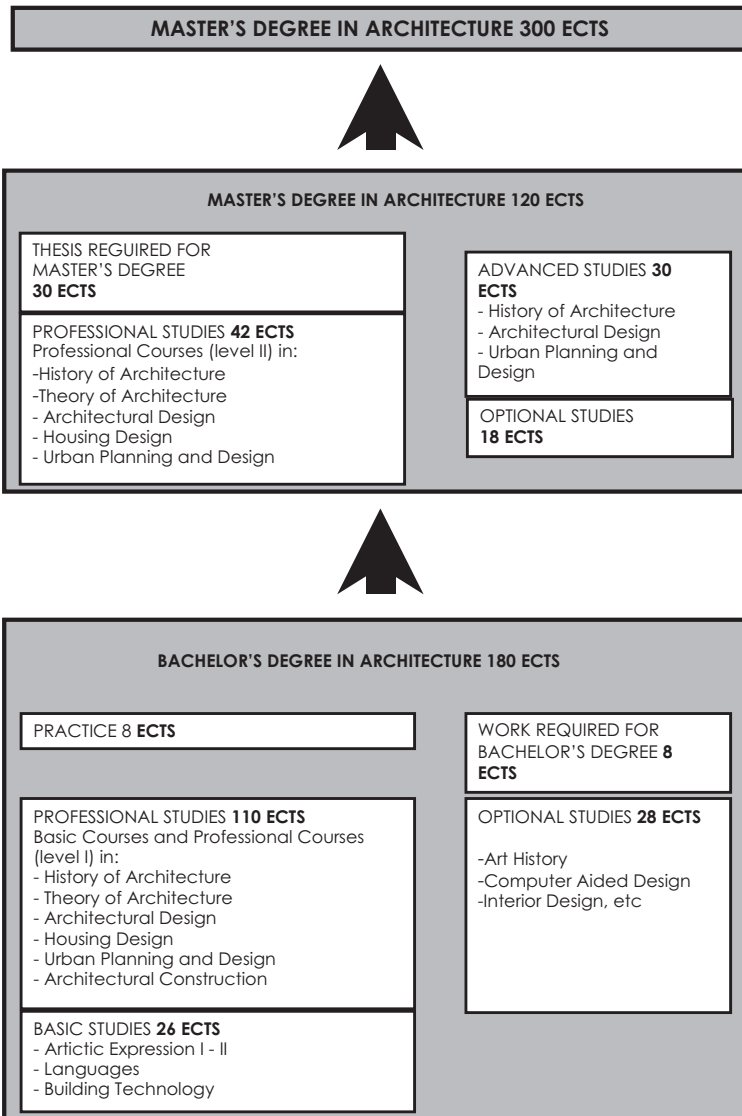 MASTER'S DEGREE IN ARCHITECTURE 300 ECTS
MASTER'S DEGREE IN ARCHITECTURE 120 ECTS
THESIS REGUIRED FOR
MASTER'S DEGREE
30 ECTS
PROFESSIONAL STUDIES 42 ECTS
Professional Courses (level II) in:
-History of Architecture
-Theory of Architecture
- Architectural Design
- Housing Design
- Urban Planning and Design
ADVANCED STUDIES 30
ECTS
- History of Architecture
- Architectural Design
- Urban Planning and
Design
OPTIONAL STUDIES
18 ECTS
BACHELOR'S DEGREE IN ARCHITECTURE 180 ECTS
PRACTICE 8 ECTS
PROFESSIONAL STUDIES 110 ECTS
Basic Courses and Professional Courses
(level I) in:
- History of Architecture
- Theory of Architecture
- Architectural Design
- Housing Design
- Urban Planning and Design
- Architectural Construction
BASIC STUDIES 26 ECTS
- Artictic Expression I - II
- Languages
- Building Technology
WORK REQUIRED FOR
BACHELOR'S DEGREE 8
ECTS
OPTIONAL STUDIES 28 ECTS
-Art History
-Computer Aided Design
-Interior Design, etc